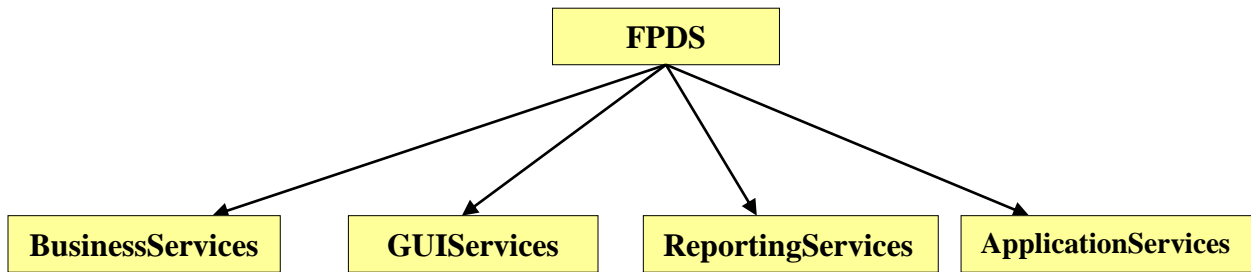 FPDS
BusinessServices
GUIServices
ReportingServices
ApplicationServices